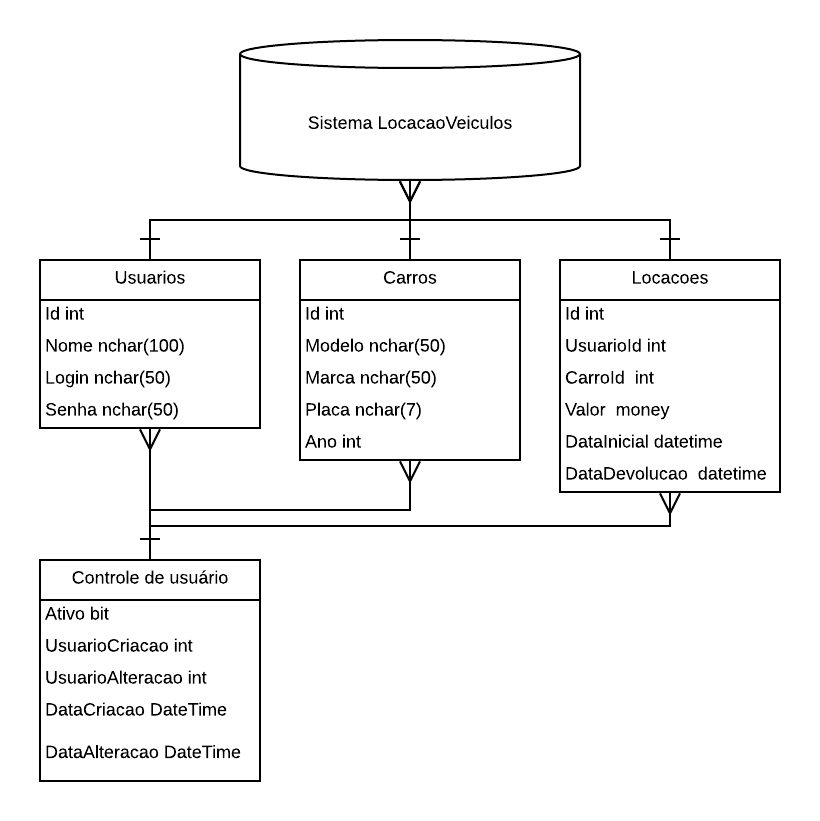 Sistema LocacaoVeiculos
Usuarios
Id int
Nome nchar(100)
Login nchar(50)
Senha nchar(50)
Carros
Id int
Modelo nchar(50)
Marca nchar(50)
Placa nchar(7)
Ano int
Locacoes
Id int
UsuarioId int
CarroId  int
Valor  money
DataInicial datetime
DataDevolucao  datetime
Controle de usuário
Ativo bit
UsuarioCriacao int
UsuarioAlteracao int
DataCriacao DateTime
DataAlteracao DateTime